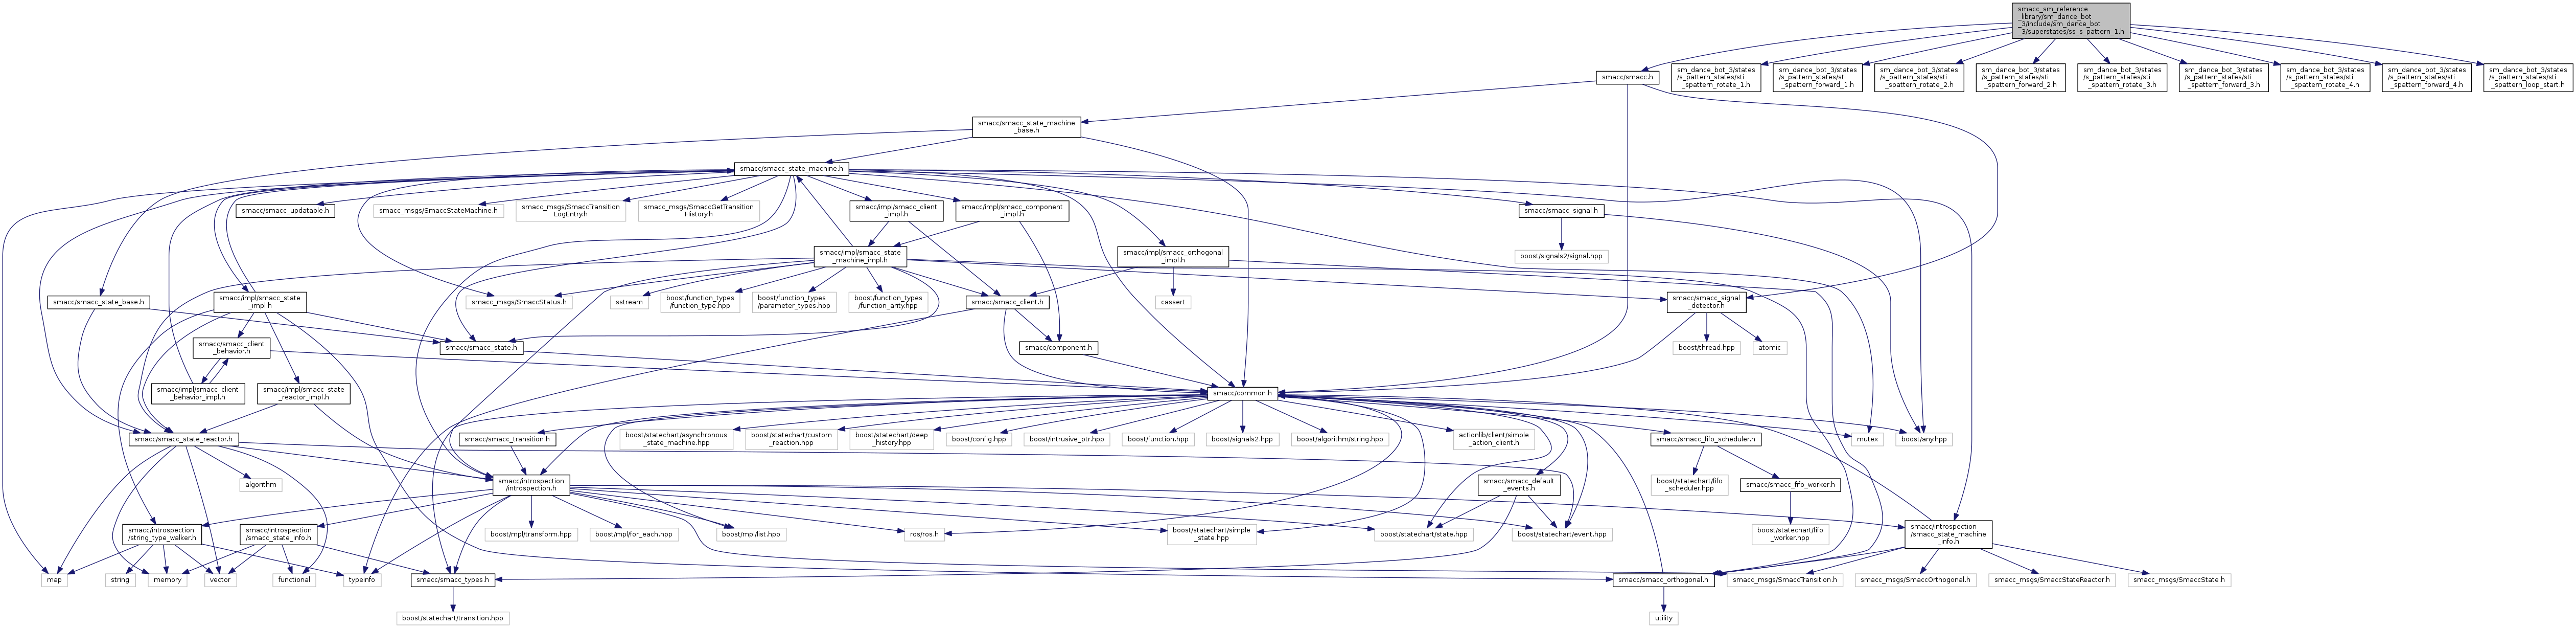 smacc_sm_reference
_library/sm_dance_bot
_3/include/sm_dance_bot
_3/superstates/ss_s_pattern_1.h
smacc/smacc.h
sm_dance_bot_3/states
/s_pattern_states/sti
_spattern_rotate_1.h
sm_dance_bot_3/states
/s_pattern_states/sti
_spattern_forward_1.h
sm_dance_bot_3/states
/s_pattern_states/sti
_spattern_rotate_2.h
sm_dance_bot_3/states
/s_pattern_states/sti
_spattern_forward_2.h
sm_dance_bot_3/states
/s_pattern_states/sti
_spattern_rotate_3.h
sm_dance_bot_3/states
/s_pattern_states/sti
_spattern_forward_3.h
sm_dance_bot_3/states
/s_pattern_states/sti
_spattern_rotate_4.h
sm_dance_bot_3/states
/s_pattern_states/sti
_spattern_forward_4.h
sm_dance_bot_3/states
/s_pattern_states/sti
_spattern_loop_start.h
smacc/smacc_state_machine
_base.h
smacc/smacc_state_machine.h
smacc/smacc_updatable.h
smacc_msgs/SmaccStateMachine.h
smacc_msgs/SmaccTransition
LogEntry.h
smacc_msgs/SmaccGetTransition
History.h
smacc/impl/smacc_client
_impl.h
smacc/impl/smacc_component
_impl.h
smacc/smacc_signal.h
smacc/impl/smacc_state
_machine_impl.h
smacc/impl/smacc_orthogonal
_impl.h
boost/signals2/signal.hpp
smacc/smacc_state_base.h
smacc/impl/smacc_state
_impl.h
smacc_msgs/SmaccStatus.h
sstream
boost/function_types
/function_type.hpp
boost/function_types
/parameter_types.hpp
boost/function_types
/function_arity.hpp
smacc/smacc_client.h
cassert
smacc/smacc_signal
_detector.h
smacc/smacc_client
_behavior.h
smacc/smacc_state.h
smacc/component.h
boost/thread.hpp
atomic
smacc/impl/smacc_client
_behavior_impl.h
smacc/impl/smacc_state
_reactor_impl.h
smacc/common.h
smacc/smacc_state_reactor.h
smacc/smacc_transition.h
boost/statechart/asynchronous
_state_machine.hpp
boost/statechart/custom
_reaction.hpp
boost/statechart/deep
_history.hpp
boost/config.hpp
boost/intrusive_ptr.hpp
boost/function.hpp
boost/signals2.hpp
boost/algorithm/string.hpp
actionlib/client/simple
_action_client.h
smacc/smacc_fifo_scheduler.h
mutex
boost/any.hpp
algorithm
smacc/introspection
/introspection.h
smacc/smacc_default
_events.h
boost/statechart/fifo
_scheduler.hpp
smacc/smacc_fifo_worker.h
smacc/introspection
/string_type_walker.h
smacc/introspection
/smacc_state_info.h
boost/mpl/transform.hpp
boost/mpl/for_each.hpp
boost/mpl/list.hpp
ros/ros.h
boost/statechart/simple
_state.hpp
boost/statechart/state.hpp
boost/statechart/event.hpp
boost/statechart/fifo
_worker.hpp
smacc/introspection
/smacc_state_machine
_info.h
map
string
memory
vector
functional
typeinfo
smacc/smacc_types.h
smacc/smacc_orthogonal.h
smacc_msgs/SmaccTransition.h
smacc_msgs/SmaccOrthogonal.h
smacc_msgs/SmaccStateReactor.h
smacc_msgs/SmaccState.h
boost/statechart/transition.hpp
utility